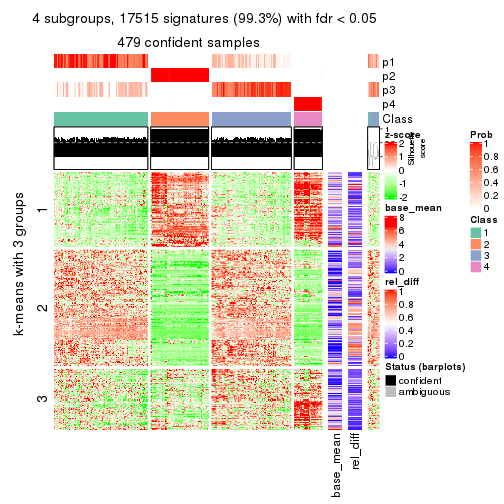 4 subgroups, 17515 signatures (99.3%) with fdr < 0.05
479 confident samples
p1
p2
p3
p4
Class
1
Silhouette
score
z-score
2
1
0
-1
-2
base_mean
8
6
4
2
0
rel_diff
1
0.8
0.6
0.4
0.2
0
Status (barplots)
confident
ambiguous
Prob
1
0.8
0.6
0.4
0.2
0
Class
1
2
3
4
k-means with 3 groups
1
2
3
base_mean
rel_diff